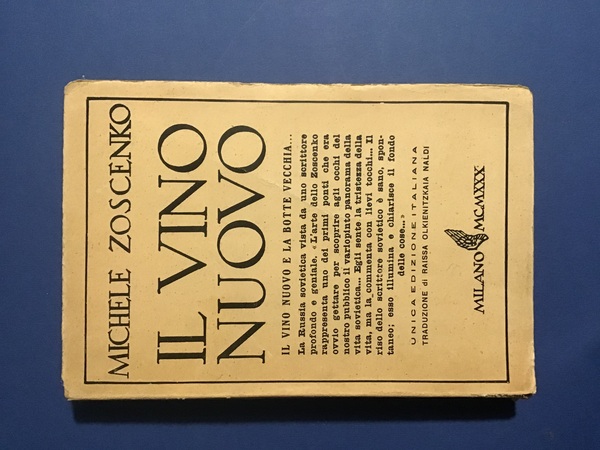 MICHELE ZOSCENKO
IL VINO
NUOVO
IL VINO NUOVO E LA BOTTE VECCHIA...
La Russia sovietica vista da uno scrittore
profondo e geniale. «L'arte dello Zoscenko
rappresenta uno dei primi ponti che era
ovvio gettare per scoprire agli occhi del
nostro pubblico il variopinto panorama della
vita sovietica... Egli sente la tristezza della
vita, ma la commenta con lievi tocchi... Il
riso dello scrittore sovietico è sano, spon-
taneo; esso illumina e chiarisce il fondo
delle cose...»
UNICA EDIZIONE ITALIANA
TRADUZIONE di RAISSA OLKIENITZKAIA NALDI
MILANO MCMXXX